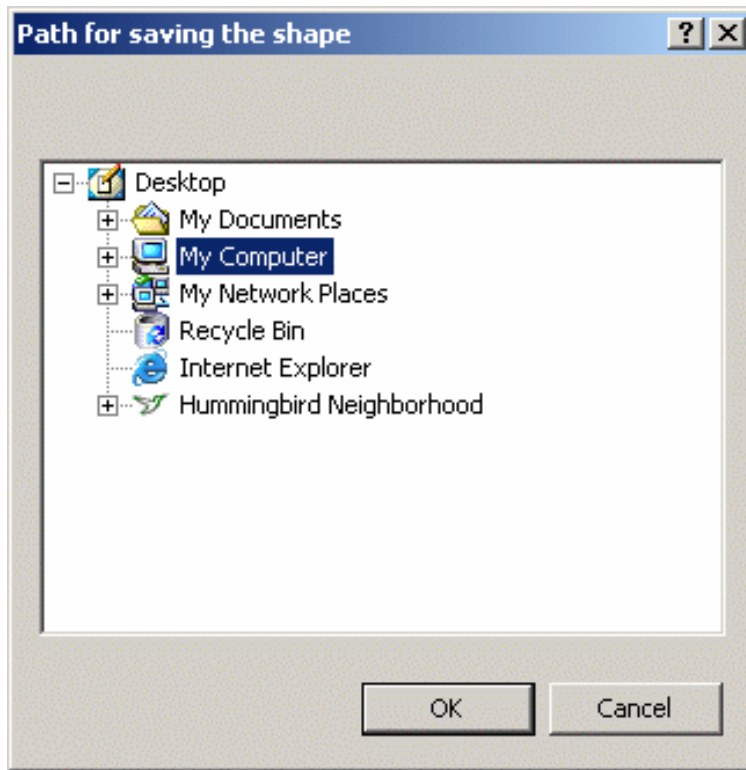 Path for saving the shape
Desktop
My Documents
My Computer
My Network Places
Recycle Bin
Internet Explorer
Hummingbird Neighborhood
OK Cancel